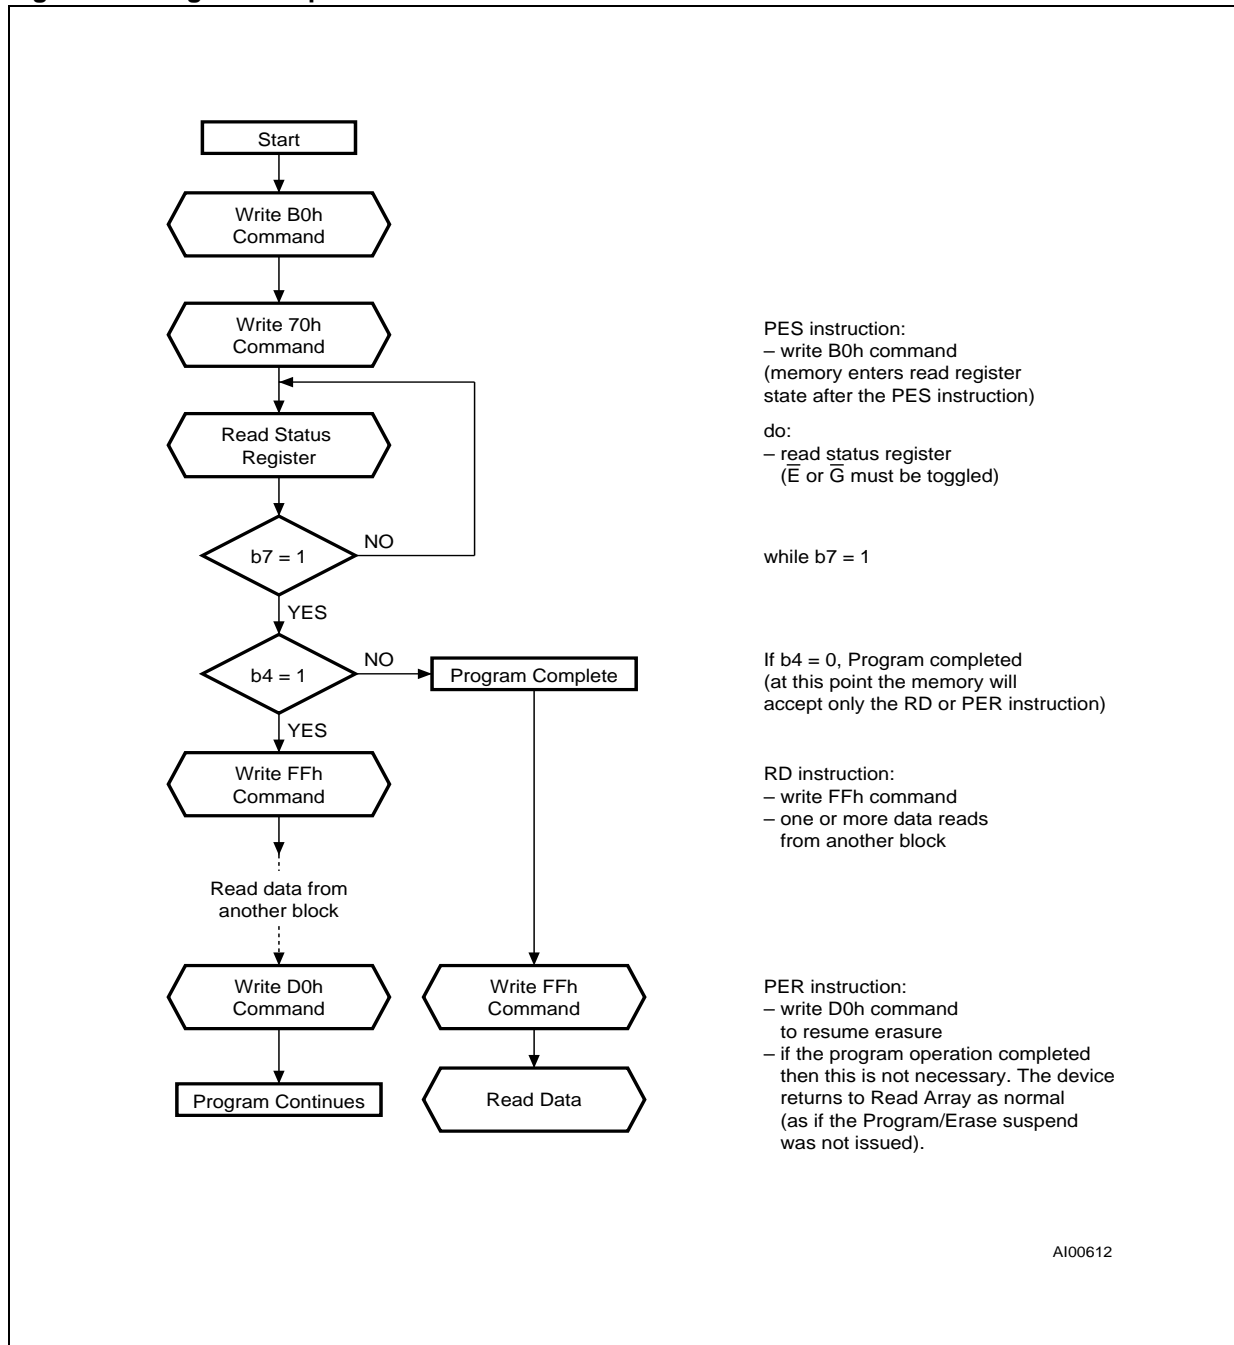 Start
Write B0h
Command
Write 70h
Command
Read Status
Register
b7 = 1
NO
YES
b4 = 1
NO
Program Complete
YES
Write FFh
Command
Read data from
another block
Write D0h
Command
Program Continues
Write FFh
Command
Read Data
PES instruction:
– write B0h command
(memory enters read register
state after the PES instruction)
do:
– read status register
(E̅ or G̅ must be toggled)
while b7 = 1
If b4 = 0, Program completed
(at this point the memory will
accept only the RD or PER instruction)
RD instruction:
– write FFh command
– one or more data reads
from another block
PER instruction:
– write D0h command
to resume erasure
– if the program operation completed
then this is not necessary. The device
returns to Read Array as normal
(as if the Program/Erase suspend
was not issued).
AI00612